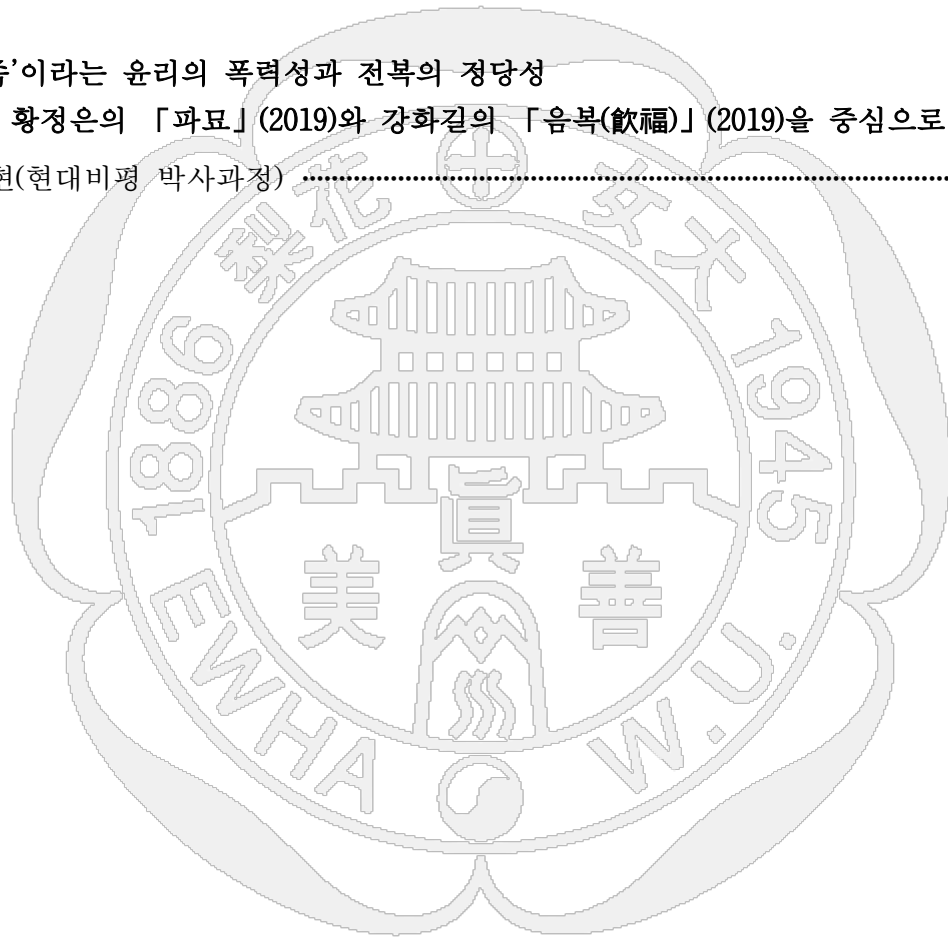 족’이라는 윤리의 폭력성과 전복의 정당성
황정은의 「파묘」(2019)와 강화길의 「음복(飮福)」(2019)을 중심으로
현(현대비평 박사과정)
梨花 女大
1886 1945
眞
美 善
EWHA W.U.